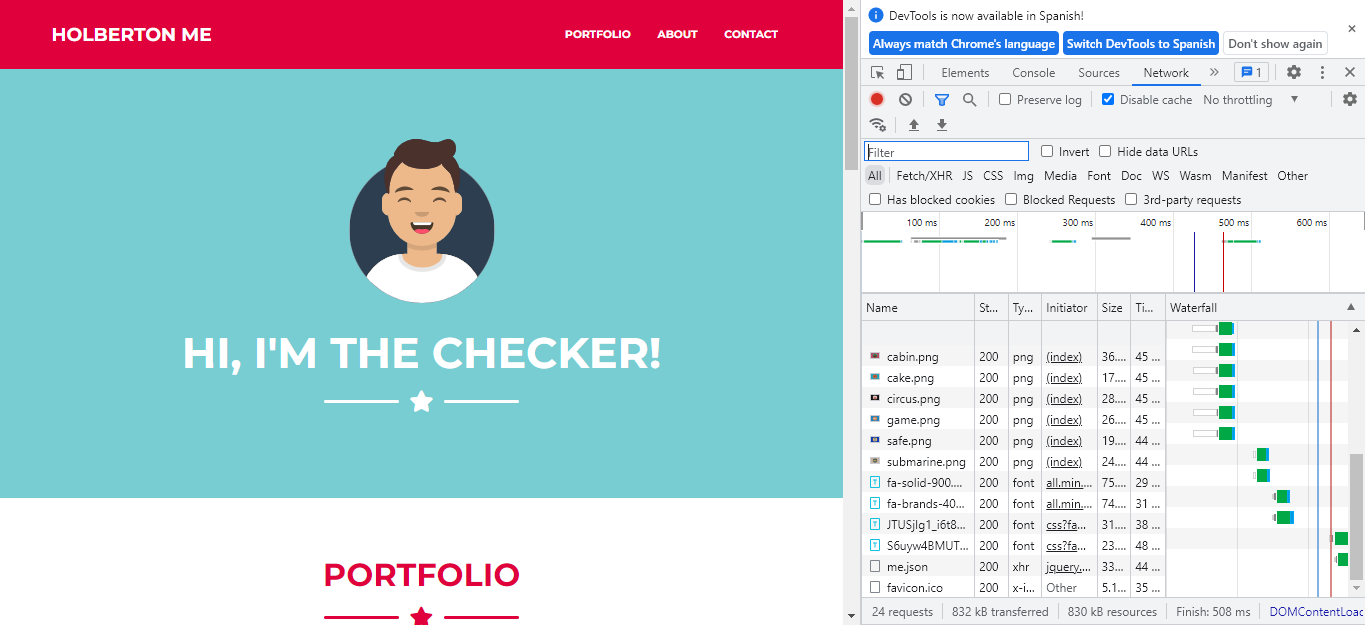 HOLBERTON ME
PORTFOLIO ABOUT CONTACT
HI, I'M THE CHECKER!
PORTFOLIO
DevTools is now available in Spanish!
Always match Chrome's language Switch DevTools to Spanish Don't show again
Elements Console Sources Network 1
Preserve log Disable cache No throttling
Filter Invert Hide data URLs
All Fetch/XHR JS CSS Img Media Font Doc WS Wasm Manifest Other
Has blocked cookies Blocked Requests 3rd-party requests
100 ms 200 ms 300 ms 400 ms 500 ms 600 ms
Name St... Ty... Initiator Size Ti... Waterfall
cabin.png 200 png (index) 36.... 45 ...
cake.png 200 png (index) 17.... 45 ...
circus.png 200 png (index) 28.... 45 ...
game.png 200 png (index) 26.... 45 ...
safe.png 200 png (index) 19.... 44 ...
submarine.png 200 png (index) 24.... 44 ...
fa-solid-900.... 200 font all.min.... 75.... 29 ...
fa-brands-40... 200 font all.min.... 74.... 31 ...
JTUSjIg1_i6t8... 200 font css?fa... 31.... 38 ...
S6uyw4BMUT... 200 font css?fa... 23.... 48 ...
me.json 200 xhr jquery.... 33... 44 ...
favicon.ico 200 x-i... Other 5.1... 35 ...
24 requests 832 kB transferred 830 kB resources Finish: 508 ms DOMContentLoac